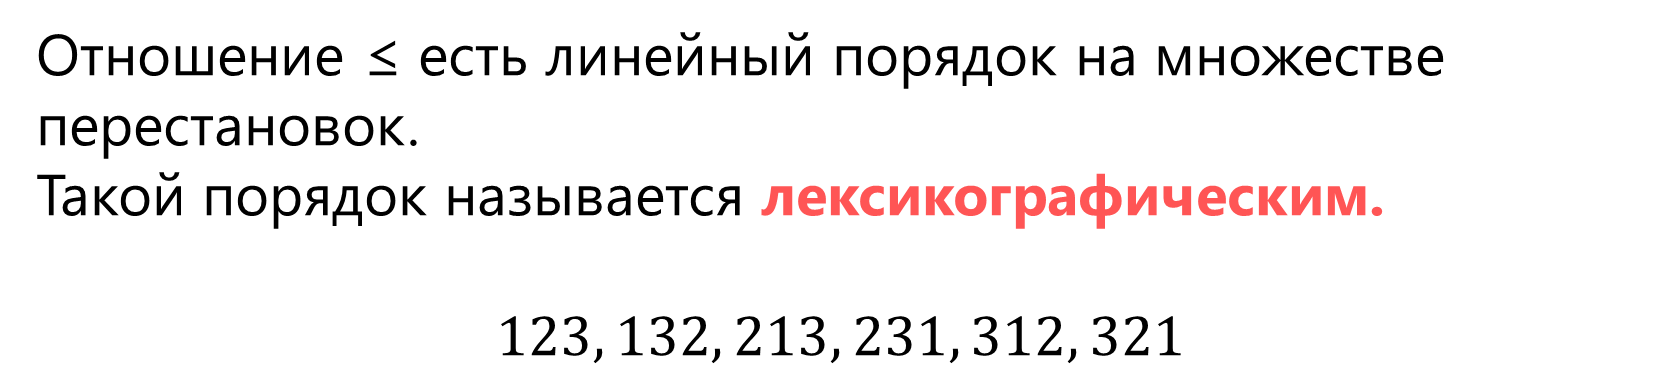 Отношение ≤ есть линейный порядок на множестве
перестановок.
Такой порядок называется лексикографическим.
123, 132, 213, 231, 312, 321